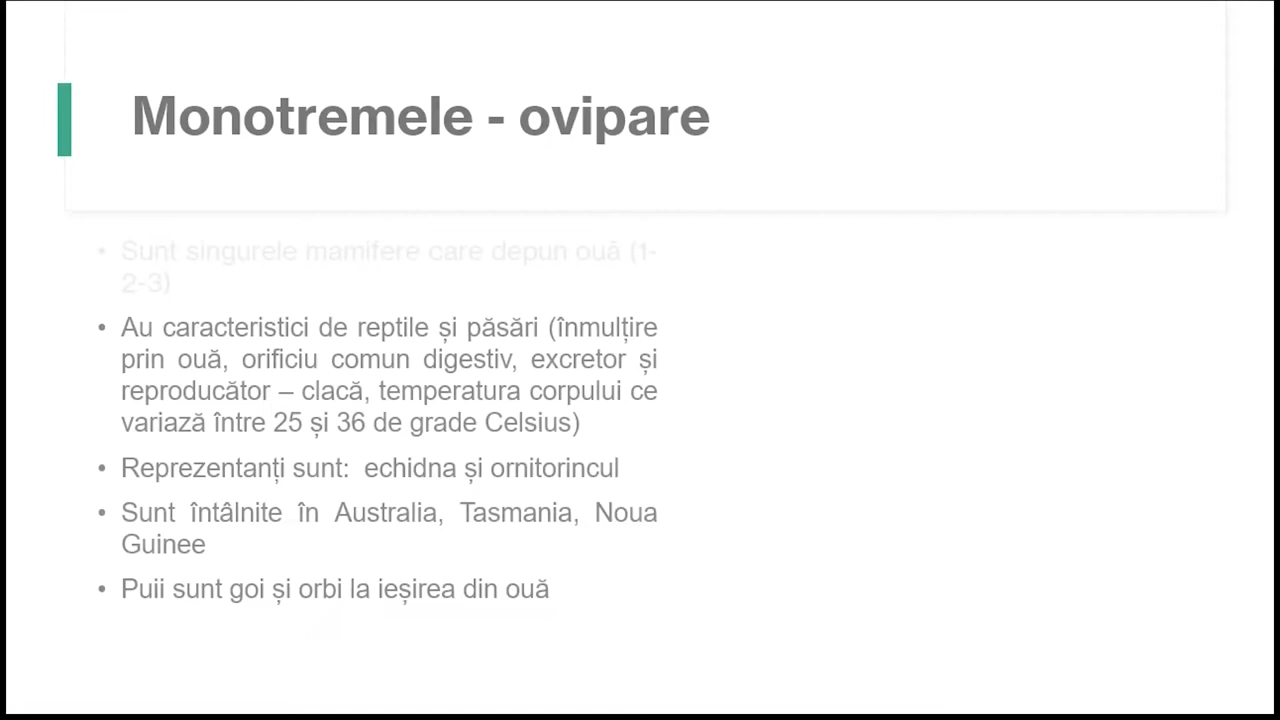 Monotremele - ovipare
• Sunt singurele mamifere care depun ouă (1-
2-3)
• Au caracteristici de reptile și păsări (înmulțire
prin ouă, orificiu comun digestiv, excretor și
reproducător – clacă, temperatura corpului ce
variază între 25 și 36 de grade Celsius)
• Reprezentanți sunt:  echidna și ornitorincul
• Sunt întâlnite în Australia, Tasmania, Noua
Guinee
• Puii sunt goi și orbi la ieșirea din ouă